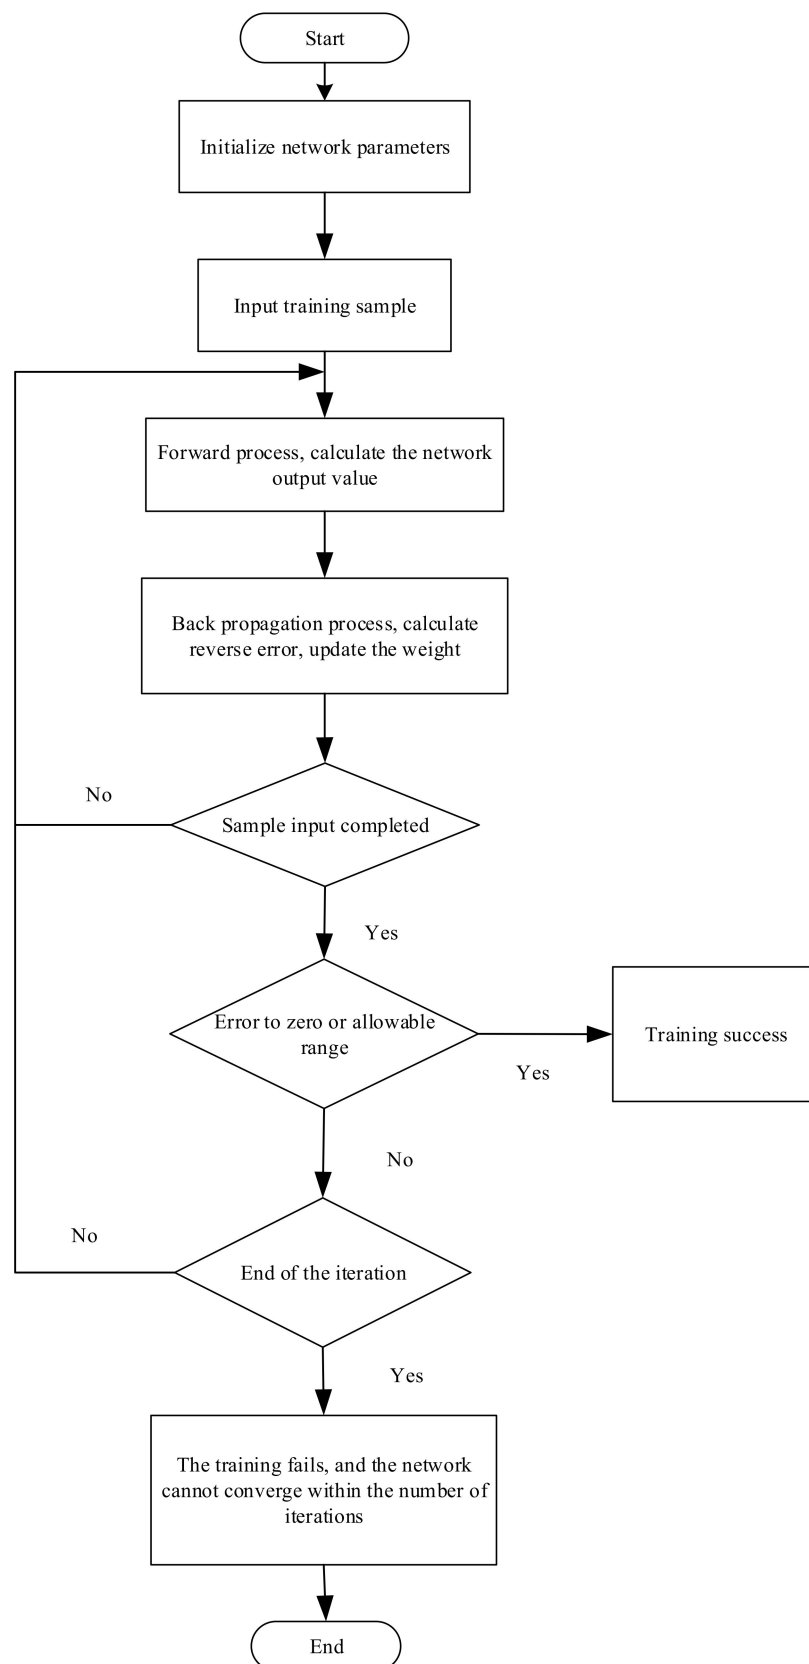 Start
Initialize network parameters
Input training sample
Forward process, calculate the network
output value
Back propagation process, calculate
reverse error, update the weight
No
Sample input completed
Yes
Error to zero or allowable
range
Training success
Yes
No
No
End of the iteration
Yes
The training fails, and the network
cannot converge within the number of
iterations
End